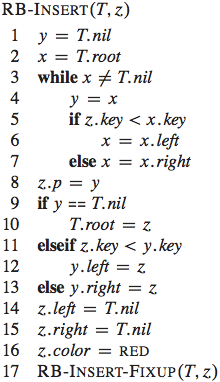 RB-INSERT(T, z)
1 y = T.nil
2 x = T.root
3 while x ≠ T.nil
4 y = x
5 if z.key < x.key
6 x = x.left
7 else x = x.right
8 z.p = y
9 if y == T.nil
10 T.root = z
11 elseif z.key < y.key
12 y.left = z
13 else y.right = z
14 z.left = T.nil
15 z.right = T.nil
16 z.color = RED
17 RB-INSERT-FIXUP(T, z)